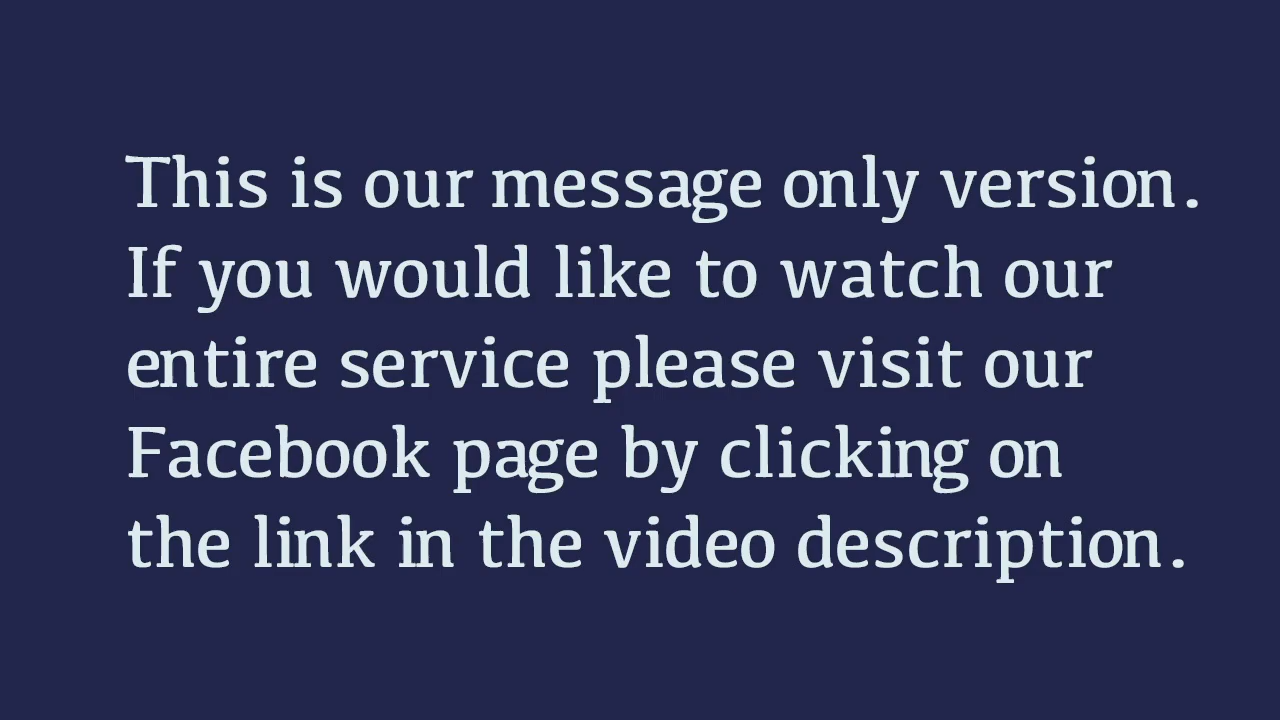 This is our message only version.
If you would like to watch our
entire service please visit our
Facebook page by clicking on
the link in the video description.